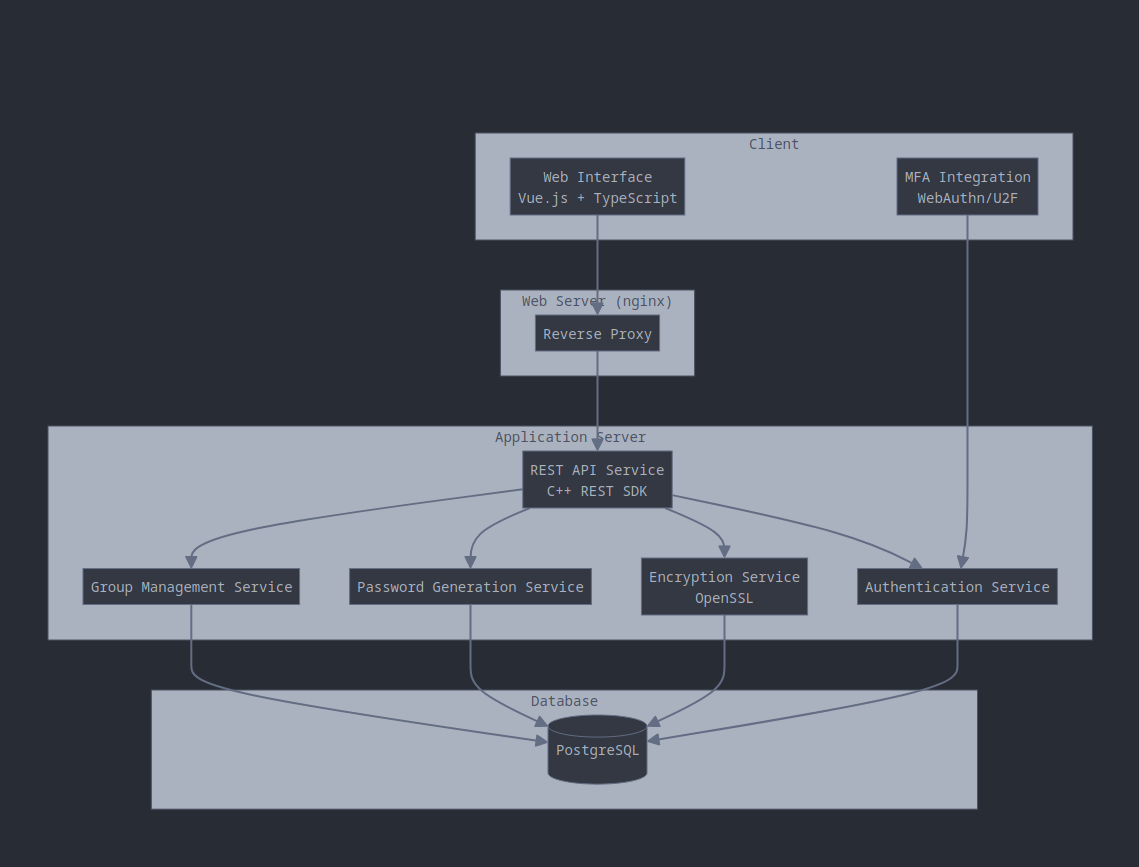 Client
Web Interface
Vue.js + TypeScript
MFA Integration
WebAuthn/U2F
Web Server (nginx)
Reverse Proxy
Application Server
REST API Service
C++ REST SDK
Group Management Service
Password Generation Service
Encryption Service
OpenSSL
Authentication Service
Database
PostgreSQL